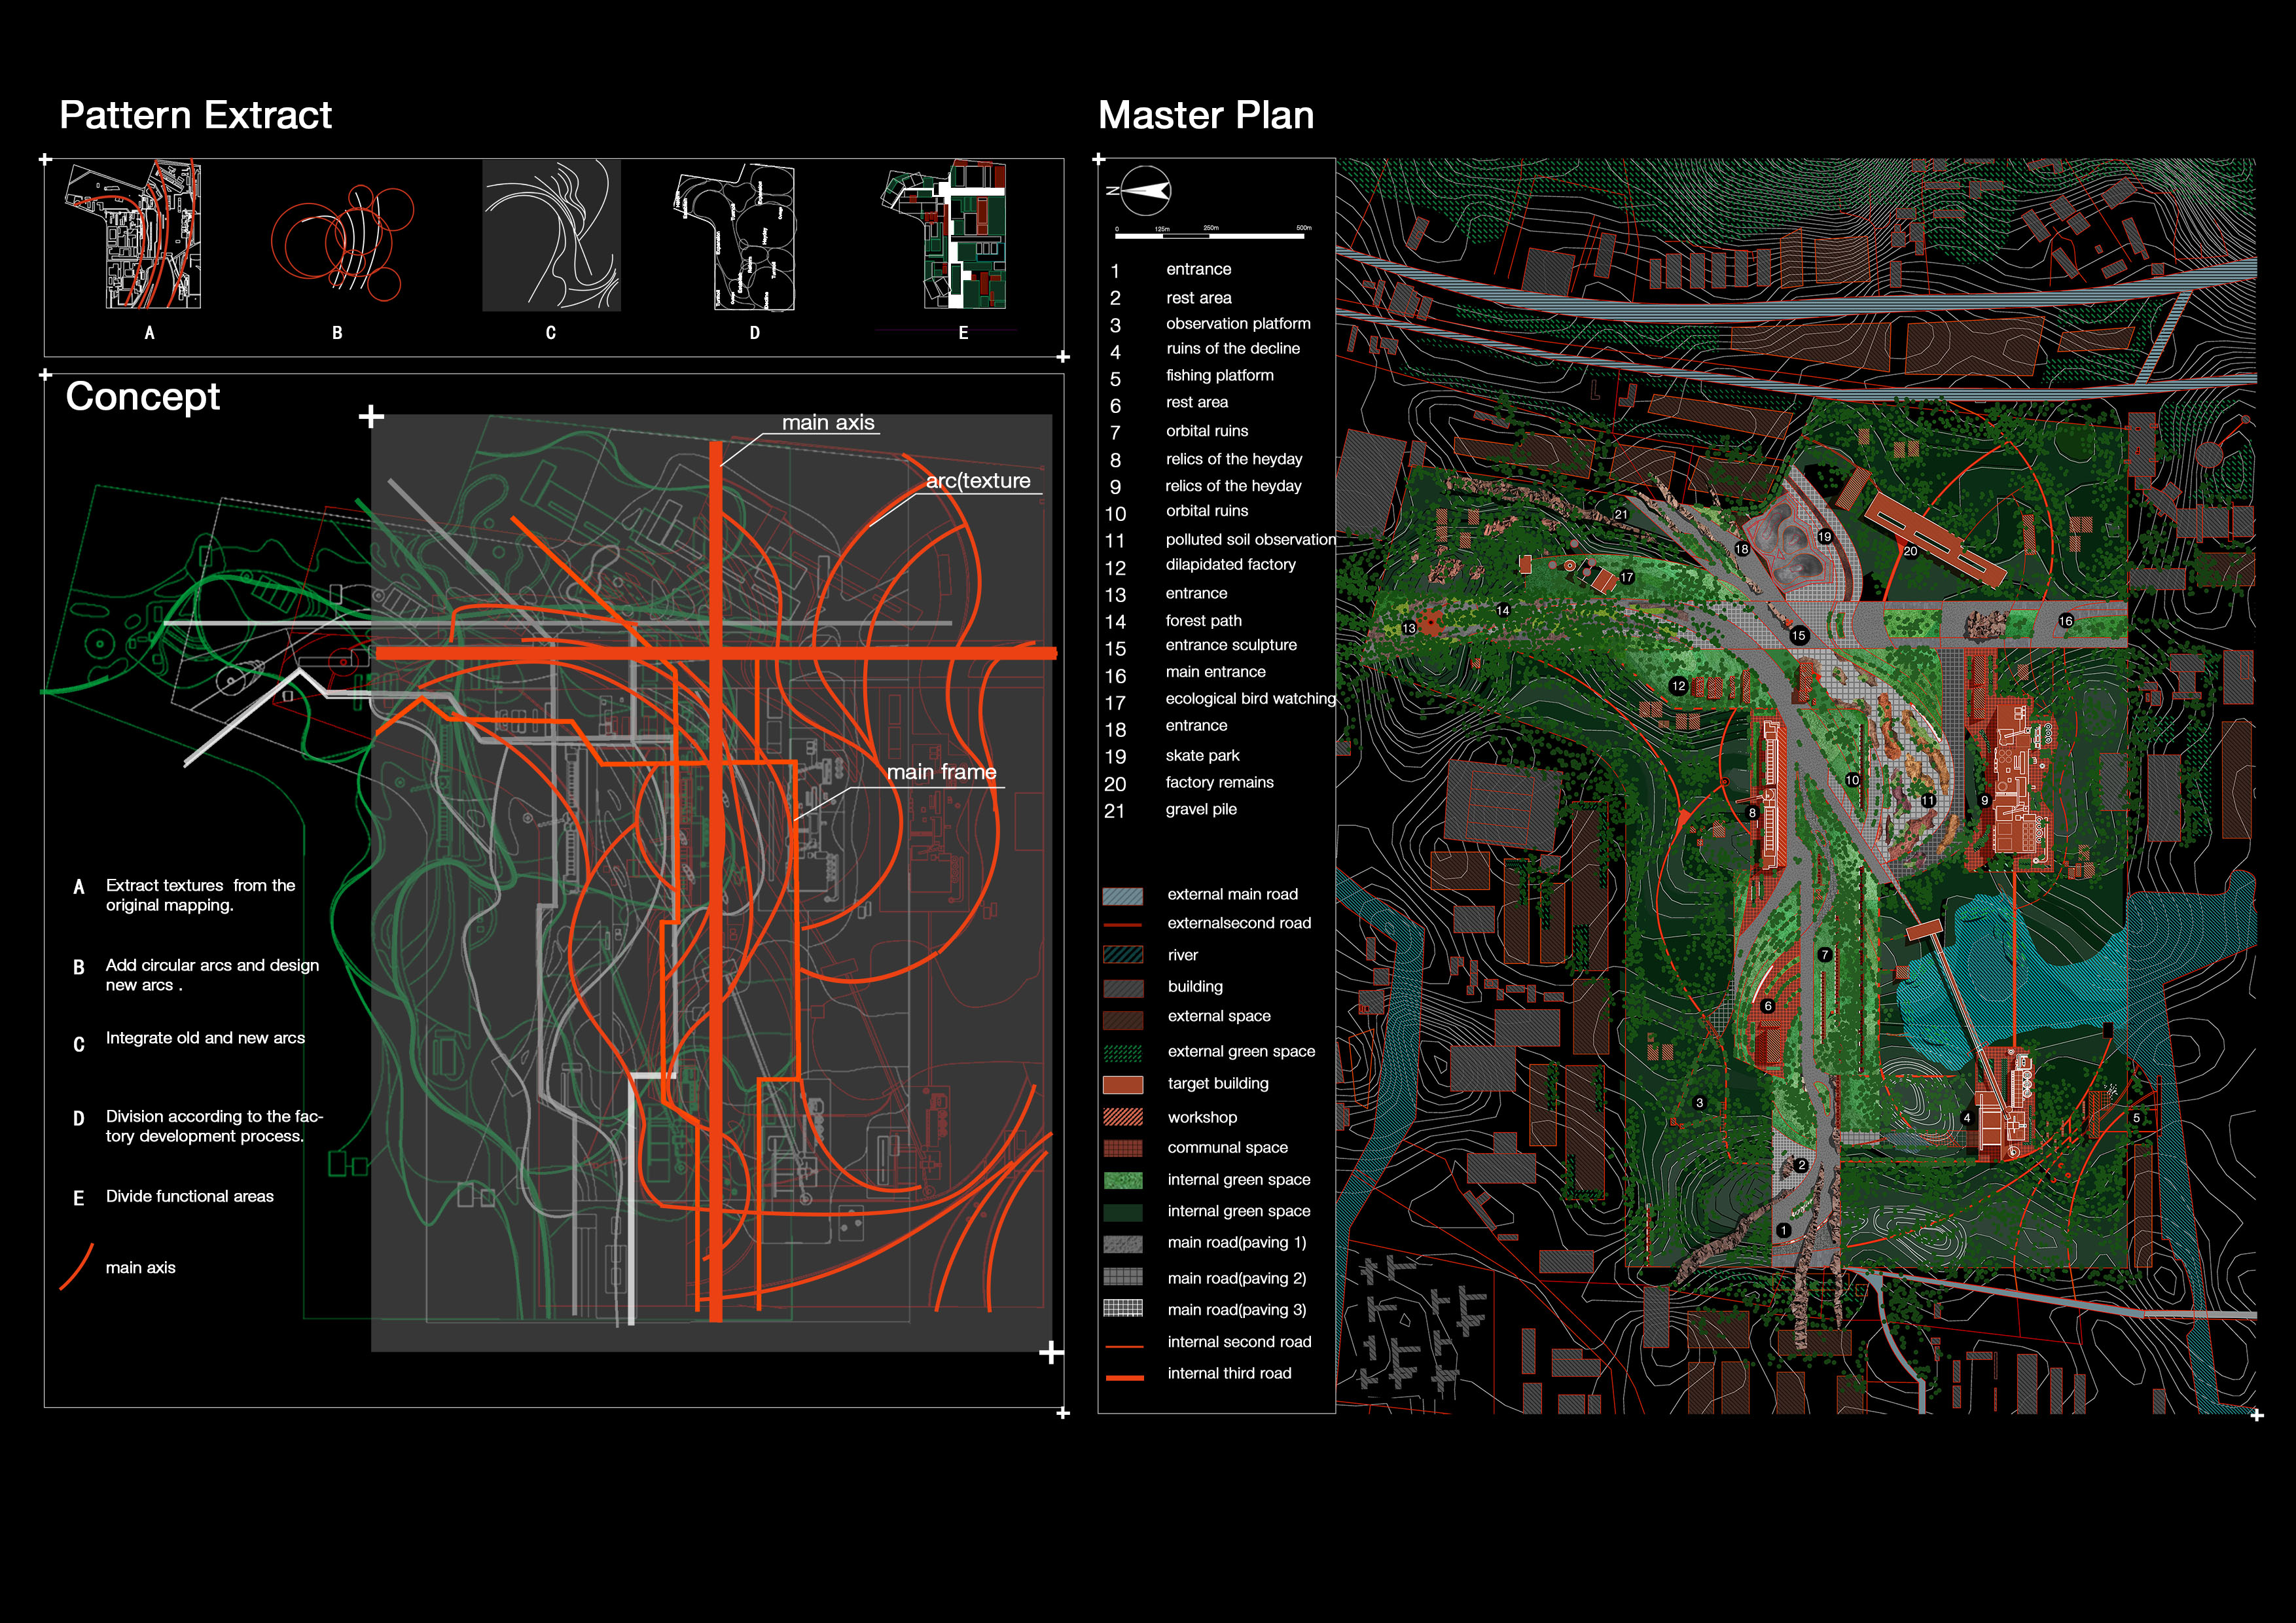 Pattern Extract
A
B
C
D
E
Concept
main axis
arc(texture
main frame
A Extract textures from the
original mapping.
B Add circular arcs and design
new arcs .
C Integrate old and new arcs
D Division according to the fac-
tory development process.
E Divide functional areas
main axis
Master Plan
N
0 125m 250m 500m
1 entrance
2 rest area
3 observation platform
4 ruins of the decline
5 fishing platform
6 rest area
7 orbital ruins
8 relics of the heyday
9 relics of the heyday
10 orbital ruins
11 polluted soil observation
12 dilapidated factory
13 entrance
14 forest path
15 entrance sculpture
16 main entrance
17 ecological bird watching
18 entrance
19 skate park
20 factory remains
21 gravel pile
external main road
externalsecond road
river
building
external space
external green space
target building
workshop
communal space
internal green space
internal green space
main road(paving 1)
main road(paving 2)
main road(paving 3)
internal second road
internal third road
21
18
19
20
17
14
13
15
16
12
10
11
8
9
7
6
3
4
5
2
1